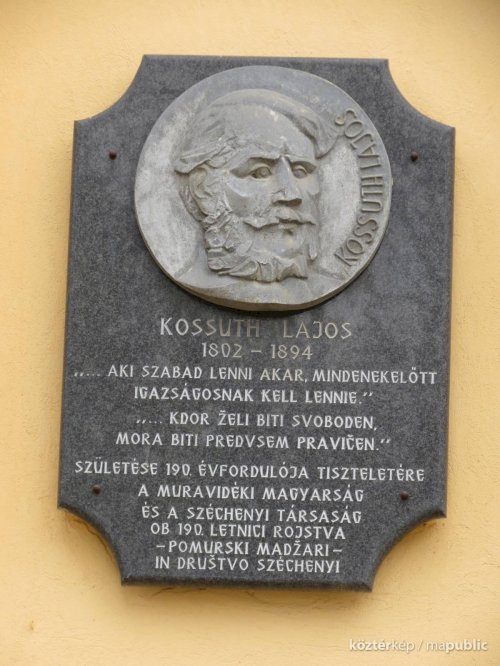 KOSSUTH LAJOS
KOSSUTH LAJOS
1802 – 1894
„... AKI SZABAD LENNI AKAR, MINDENEKELŐTT
IGAZSÁGOSNAK KELL LENNIE.“
„... KDOR ŽELI BITI SVOBODEN,
MORA BITI PREDVSEM PRAVIČEN.“
SZÜLETÉSE 190. ÉVFORDULÓJA TISZTELETÉRE
A MURAVIDÉKI MAGYARSÁG
ÉS A SZÉCHENYI TÁRSASÁG
OB 190. LETNICI ROJSTVA
– POMURSKI MADŽARI –
IN DRUŠTVO SZÉCHENYI
köztérkép / mapublic